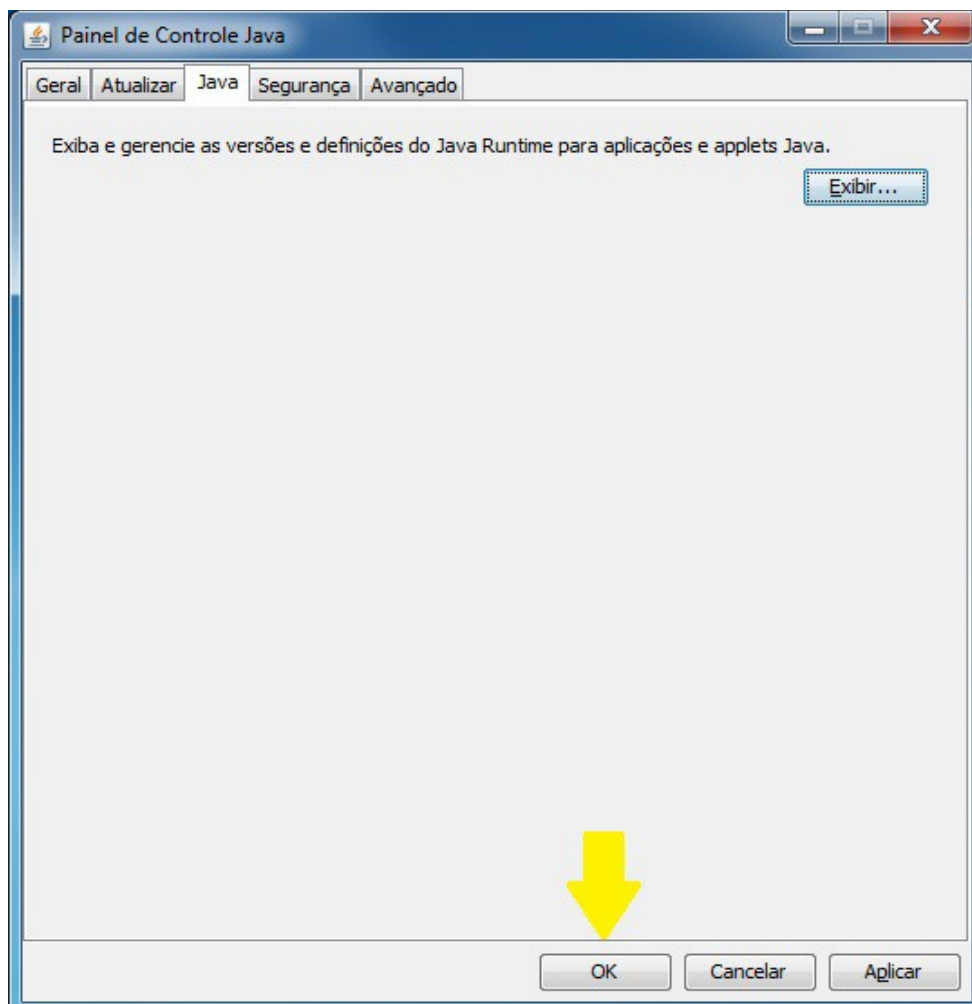 Painel de Controle Java
Geral Atualizar Java Segurança Avançado
Exiba e gerencie as versões e definições do Java Runtime para aplicações e applets Java.
Exibir...
OK Cancelar Aplicar